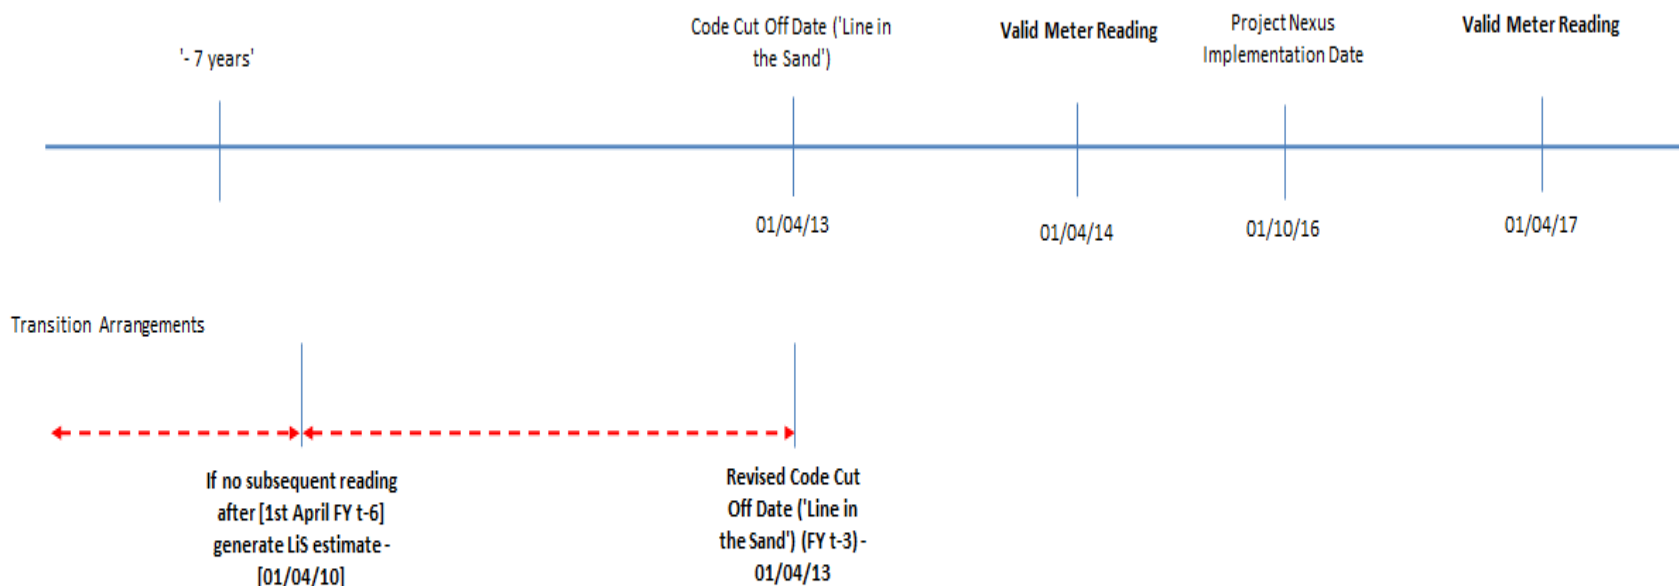 '- 7 years'
Code Cut Off Date ('Line in
the Sand')
Valid Meter Reading
Project Nexus
Implementation Date
Valid Meter Reading
01/04/13
01/04/14
01/10/16
01/04/17
Transition Arrangements
If no subsequent reading
after [1st April FY t-6]
generate LiS estimate -
[01/04/10]
Revised Code Cut
Off Date ('Line in
the Sand') (FY t-3) -
01/04/13